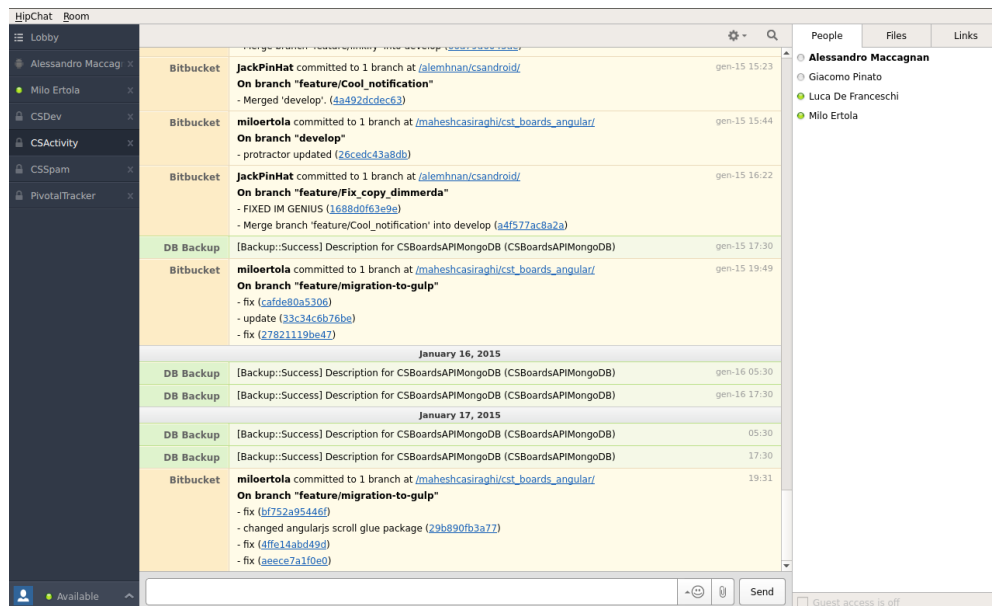 HipChat Room
Lobby
Alessandro Maccag
Milo Ertola
CSDev
CSActivity
CSSpam
PivotalTracker
Available
Bitbucket JackPinHat committed to 1 branch at /alemhnan/csandroid/ gen-15 15:23
On branch "feature/Cool_notification"
- Merged 'develop'. (4a492dcdec63)
Bitbucket miloertola committed to 1 branch at /maheshcasiraghi/cst_boards_angular/ gen-15 15:44
On branch "develop"
- protractor updated (26cedc43a8db)
Bitbucket JackPinHat committed to 1 branch at /alemhnan/csandroid/ gen-15 16:22
On branch "feature/Fix_copy_dimmerda"
- FIXED IM GENIUS (1688d0f63e9e)
- Merge branch 'feature/Cool_notification' into develop (a4f577ac8a2a)
DB Backup [Backup::Success] Description for CSBoardsAPIMongoDB (CSBoardsAPIMongoDB) gen-15 17:30
Bitbucket miloertola committed to 1 branch at /maheshcasiraghi/cst_boards_angular/ gen-15 19:49
On branch "feature/migration-to-gulp"
- fix (cafde80a5306)
- update (33c34c6b76be)
- fix (27821119be47)
January 16, 2015
DB Backup [Backup::Success] Description for CSBoardsAPIMongoDB (CSBoardsAPIMongoDB) gen-16 05:30
DB Backup [Backup::Success] Description for CSBoardsAPIMongoDB (CSBoardsAPIMongoDB) gen-16 17:30
January 17, 2015
DB Backup [Backup::Success] Description for CSBoardsAPIMongoDB (CSBoardsAPIMongoDB) 05:30
DB Backup [Backup::Success] Description for CSBoardsAPIMongoDB (CSBoardsAPIMongoDB) 17:30
Bitbucket miloertola committed to 1 branch at /maheshcasiraghi/cst_boards_angular/ 19:31
On branch "feature/migration-to-gulp"
- fix (bf752a95446f)
- changed angularjs scroll glue package (29b890fb3a77)
- fix (4ffe14abd49d)
- fix (aeece7a1f0e0)
Send
People Files Links
Alessandro Maccagnan
Giacomo Pinato
Luca De Franceschi
Milo Ertola
Guest access is off